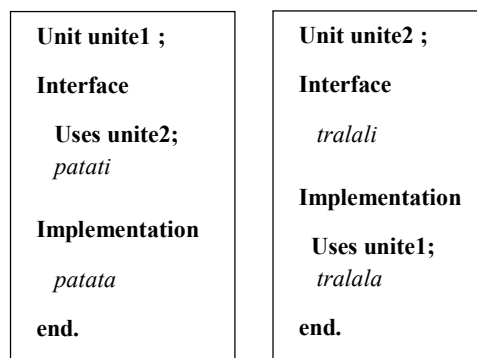 Unit unite1 ;
Interface
Uses unite2;
patati
Implementation
patata
end.
Unit unite2 ;
Interface
tralali
Implementation
Uses unite1;
tralala
end.